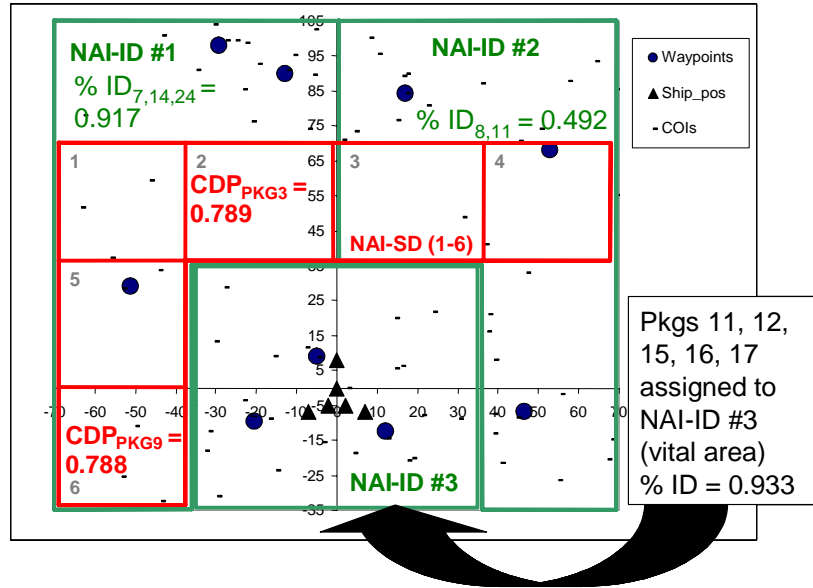 105
95
85
75
65
55
45
35
25
15
5
-5
-15
-25
-35
-70 -60 -50 -40 -30 -20 -10 0 10 20 30 40 50 60 70
NAI-ID #1
% ID7,14,24 =
0.917
NAI-ID #2
% ID8,11 = 0.492
1
2
3
4
CDPPKG3 =
0.789
NAI-SD (1-6)
5
CDPPKG9 =
0.788
6
NAI-ID #3
Waypoints
Ship_pos
COIs
Pkgs 11, 12,
15, 16, 17
assigned to
NAI-ID #3
(vital area)
% ID = 0.933